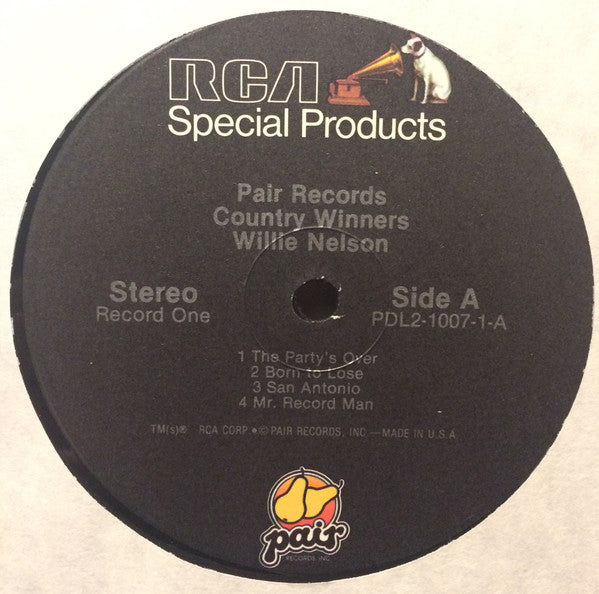 RCA
Special Products
Pair Records
Country Winners
Willie Nelson
Stereo
Record One
Side A
PDL2-1007-1-A
1 The Party's Over
2 Born to Lose
3 San Antonio
4 Mr. Record Man
TM(s)® RCA CORP ●© PAIR RECORDS, INC —MADE IN U.S.A
pair
RECORDS, INC.